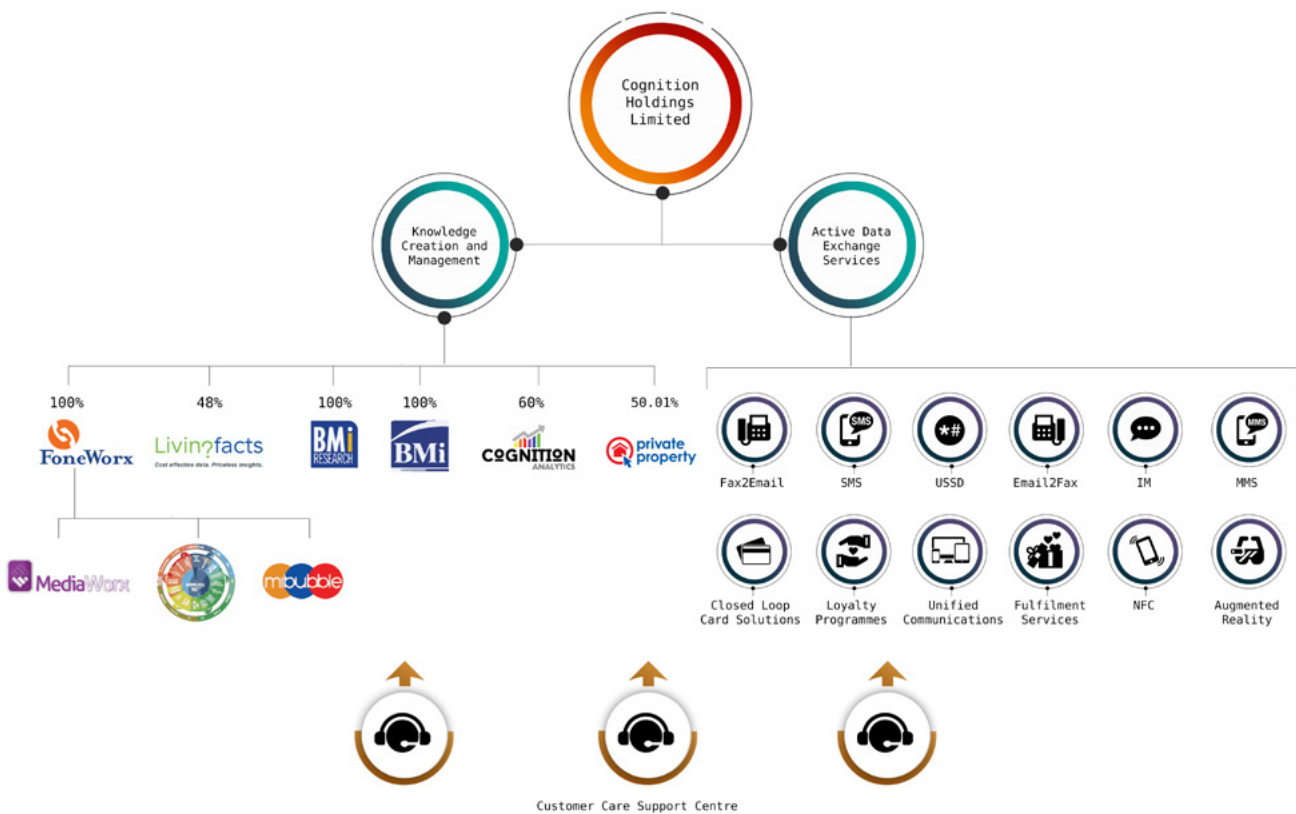 Cognition
Holdings
Limited
Knowledge
Creation and
Management
Active Data
Exchange
Services
100%
48%
100%
100%
60%
50.01%
FoneWorx
Livin?facts
Cost effective data. Priceless insights.
BMi
RESEARCH
BMi
COGNITION
ANALYTICS
private
property
SMS
*#
MMS
Fax2Email
SMS
USSD
Email2Fax
IM
MMS
MediaWorx
mbubble
Closed Loop
Card Solutions
Loyalty
Programmes
Unified
Communications
Fulfilment
Services
NFC
Augmented
Reality
Customer Care Support Centre